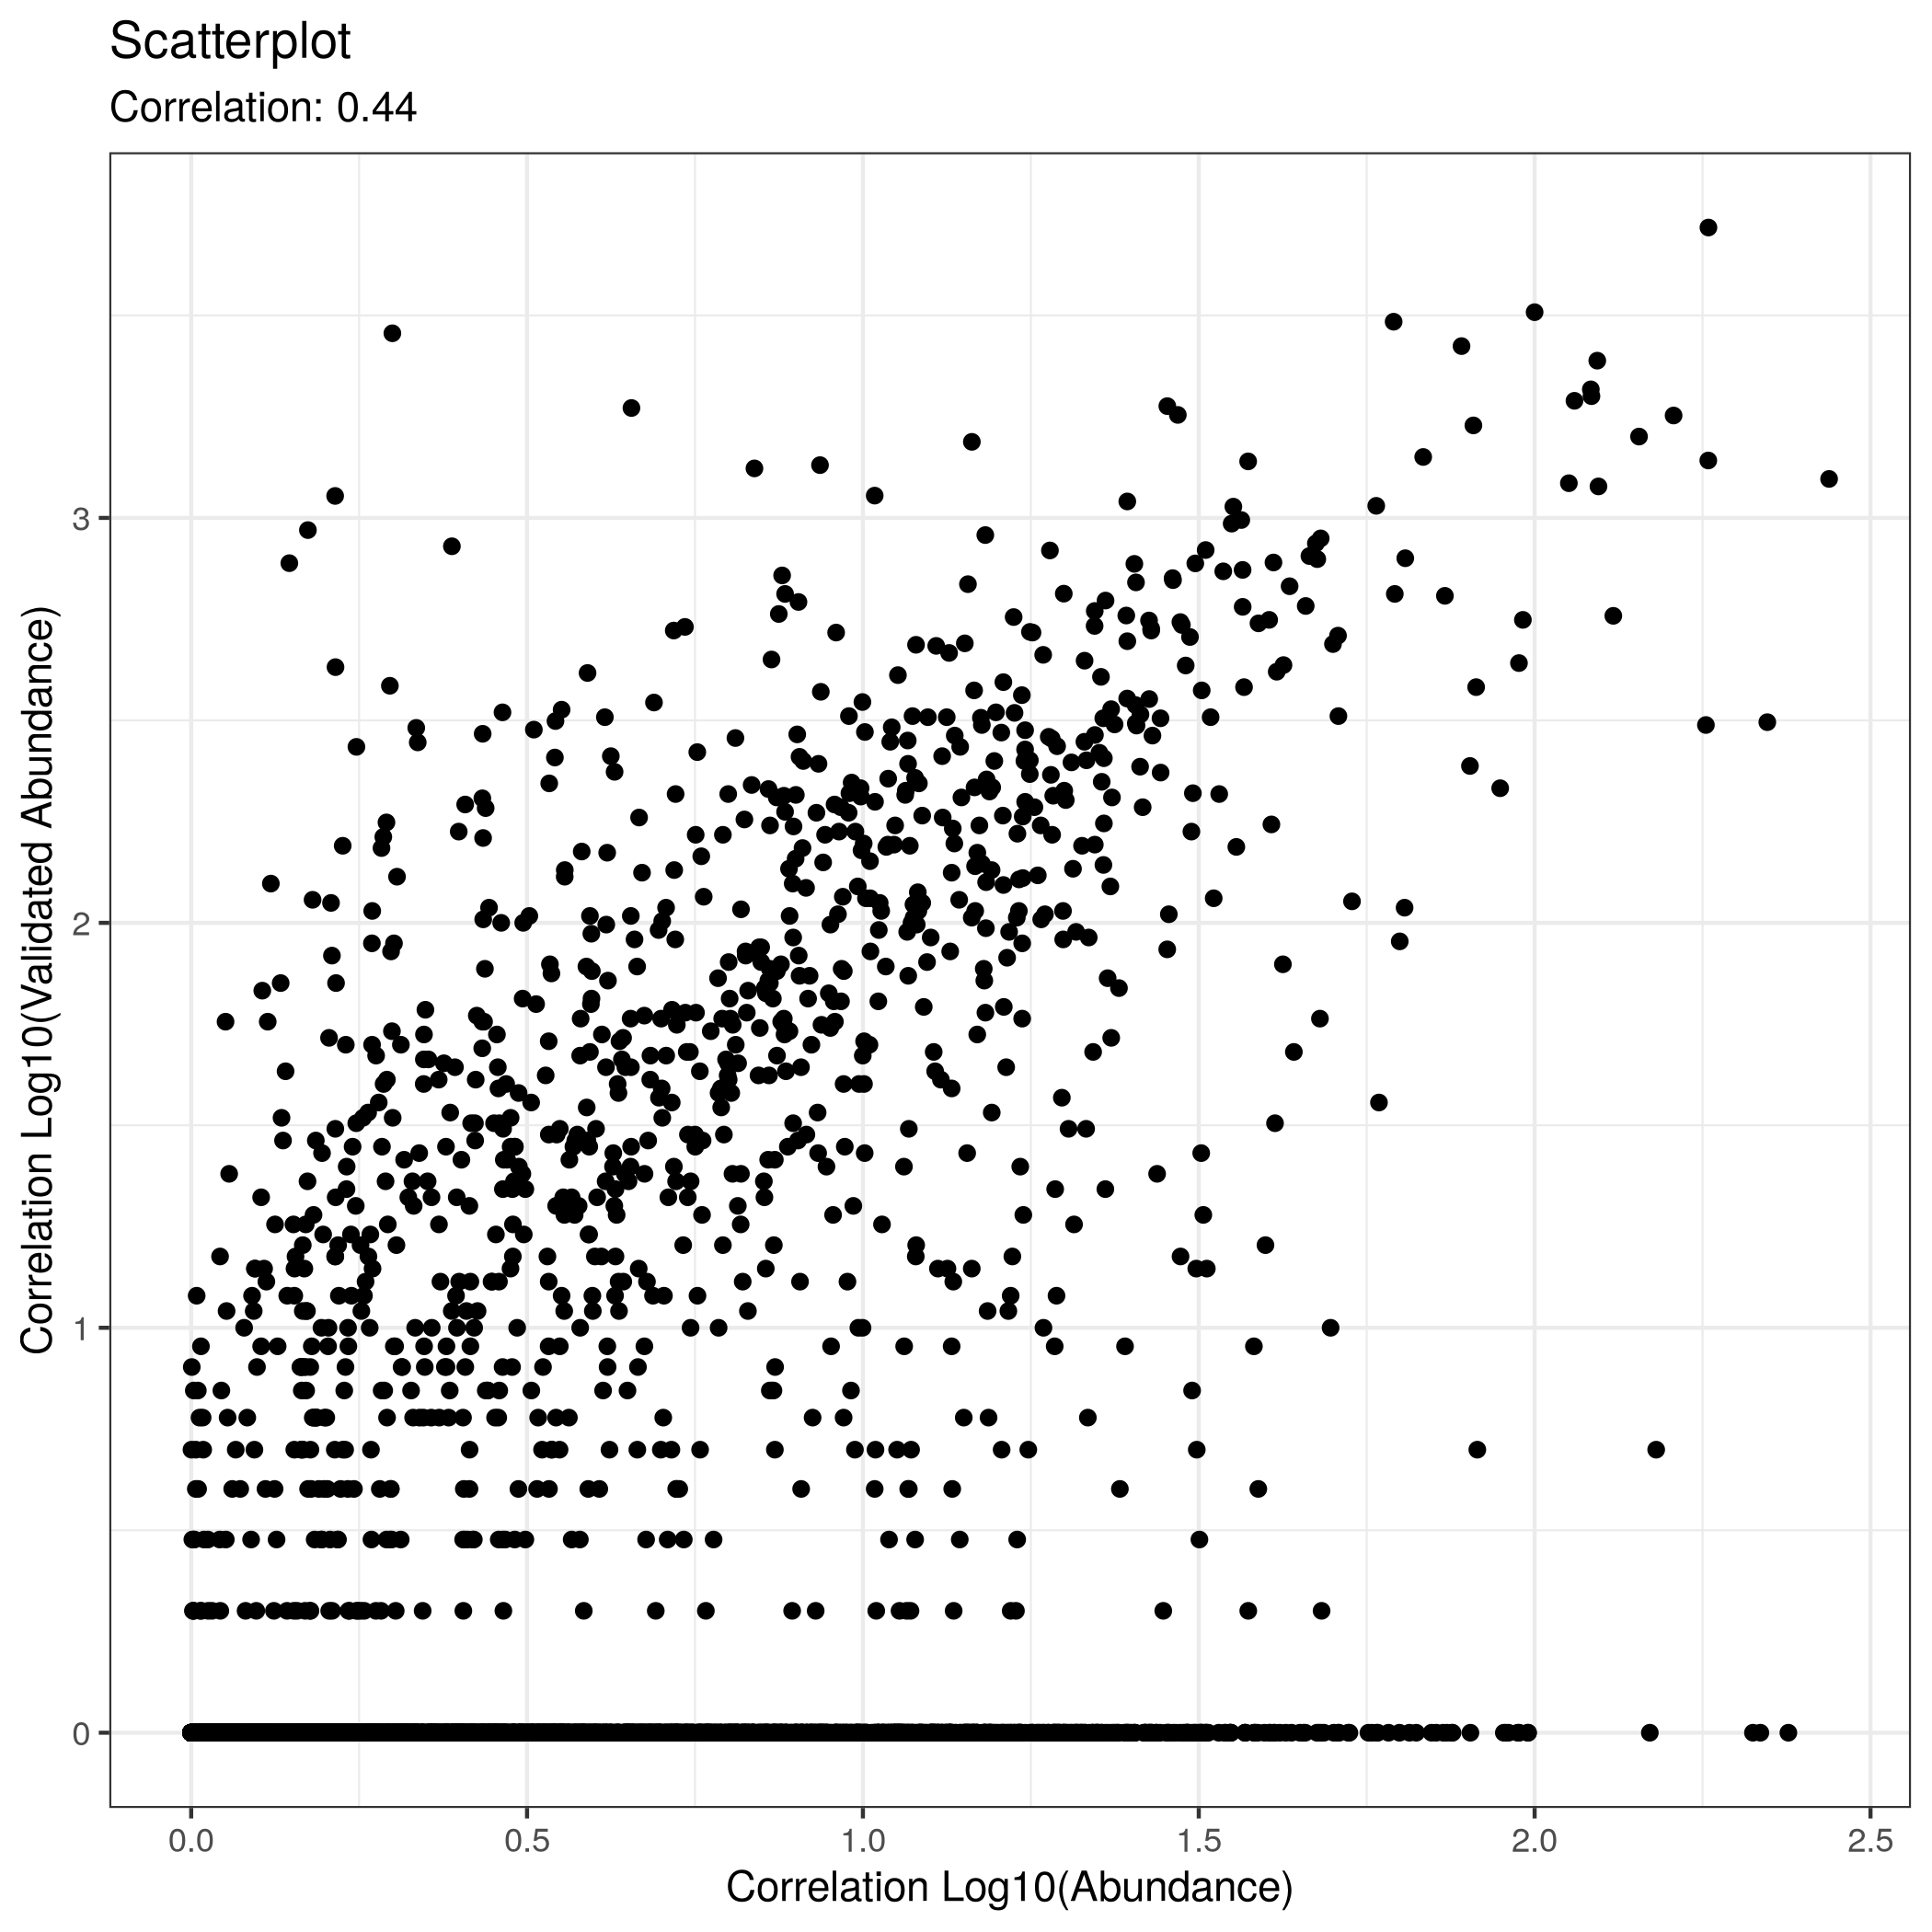 Scatterplot
Correlation: 0.44
Correlation Log10(Validated Abundance)
3
2
1
0
0.0 0.5 1.0 1.5 2.0 2.5
Correlation Log10(Abundance)